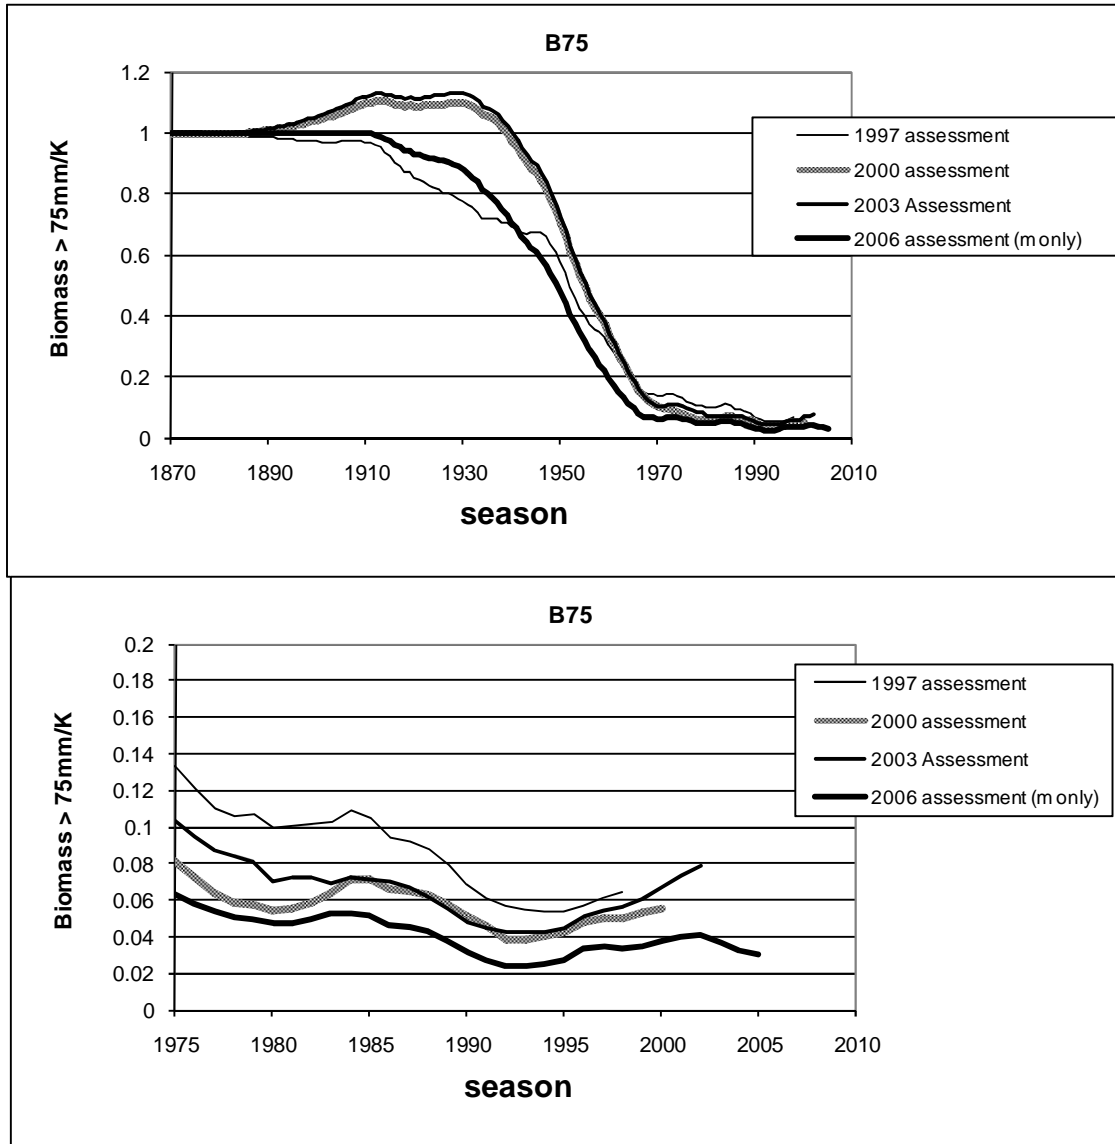 B75
Biomass > 75mm/K
1.2
1
0.8
0.6
0.4
0.2
0
1870 1890 1910 1930 1950 1970 1990 2010
season
1997 assessment
2000 assessment
2003 Assessment
2006 assessment (m only)
B75
Biomass > 75mm/K
0.2
0.18
0.16
0.14
0.12
0.1
0.08
0.06
0.04
0.02
0
1975 1980 1985 1990 1995 2000 2005 2010
season
1997 assessment
2000 assessment
2003 Assessment
2006 assessment (m only)